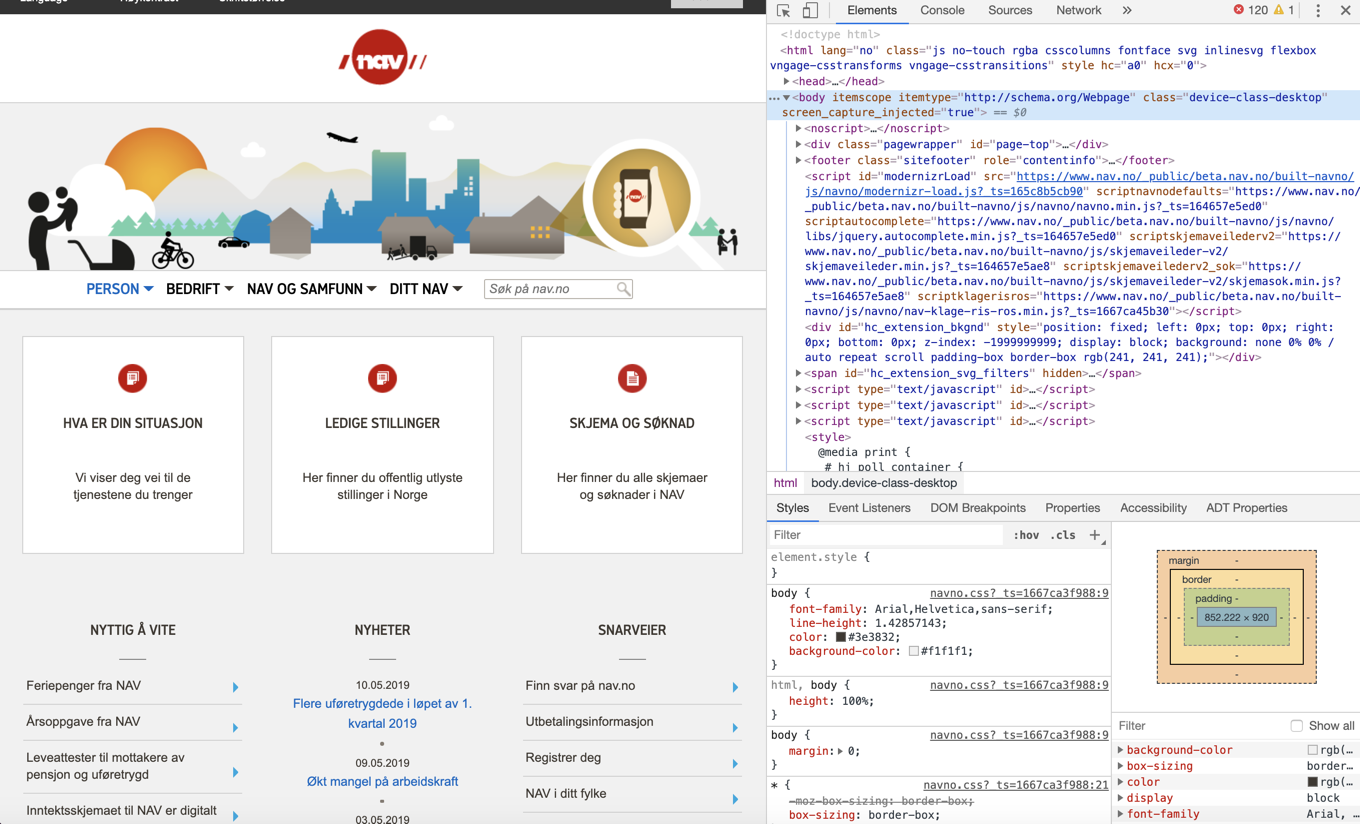 Language
Høykontrast
Skriftstørrelse
nav
PERSON BEDRIFT NAV OG SAMFUNN DITT NAV Søk på nav.no
HVA ER DIN SITUASJON
Vi viser deg vei til de
tjenestene du trenger
LEDIGE STILLINGER
Her finner du offentlig utlyste
stillinger i Norge
SKJEMA OG SØKNAD
Her finner du alle skjemaer
og søknader i NAV
NYTTIG Å VITE
Feriepenger fra NAV
Årsoppgave fra NAV
Leveattester til mottakere av
pensjon og uføretrygd
Inntektsskjemaet til NAV er digitalt
NYHETER
10.05.2019
Flere uføretrygdede i løpet av 1.
kvartal 2019
09.05.2019
Økt mangel på arbeidskraft
03.05.2019
SNARVEIER
Finn svar på nav.no
Utbetalingsinformasjon
Registrer deg
NAV i ditt fylke
Elements Console Sources Network » 120 1
<!doctype html>
<html lang="no" class="js no-touch rgba csscolumns fontface svg inlinesvg flexbox
vngage-csstransforms vngage-csstransitions" style hc="a0" hcx="0">
<head>…</head>
<body itemscope itemtype="http://schema.org/Webpage" class="device-class-desktop"
screen_capture_injected="true"> == $0
<noscript>…</noscript>
<div class="pagewrapper" id="page-top">…</div>
<footer class="sitefooter" role="contentinfo">…</footer>
<script id="modernizrLoad" src="https://www.nav.no/_public/beta.nav.no/built-navno/
js/navno/modernizr-load.js?_ts=165c8b5cb90" scriptnavnodefaults="https://www.nav.no/
_public/beta.nav.no/built-navno/js/navno/navno.min.js?_ts=164657e5ed0"
scriptautocomplete="https://www.nav.no/_public/beta.nav.no/built-navno/js/navno/
libs/jquery.autocomplete.min.js?_ts=164657e5ed0" scriptskjemaveilederv2="https://
www.nav.no/_public/beta.nav.no/built-navno/js/skjemaveileder-v2/
skjemaveileder.min.js?_ts=164657e5ae8" scriptskjemaveilederv2_sok="https://
www.nav.no/_public/beta.nav.no/built-navno/js/skjemaveileder-v2/skjemasok.min.js?
_ts=164657e5ae8" scriptklagerisros="https://www.nav.no/_public/beta.nav.no/built-
navno/js/navno/nav-klage-ris-ros.min.js?_ts=1667ca45b30"></script>
<div id="hc_extension_bkgnd" style="position: fixed; left: 0px; top: 0px; right:
0px; bottom: 0px; z-index: -1999999999; display: block; background: none 0% 0% /
auto repeat scroll padding-box border-box rgb(241, 241, 241);"></div>
<span id="hc_extension_svg_filters" hidden>…</span>
<script type="text/javascript" id>…</script>
<script type="text/javascript" id>…</script>
<script type="text/javascript" id>…</script>
<style>
@media print {
#_hj_poll_container {
html body.device-class-desktop
Styles Event Listeners DOM Breakpoints Properties Accessibility ADT Properties
Filter :hov .cls +
element.style {
}
body { navno.css?_ts=1667ca3f988:9
font-family: Arial,Helvetica,sans-serif;
line-height: 1.42857143;
color: #3e3832;
background-color: #f1f1f1;
}
html, body { navno.css?_ts=1667ca3f988:9
height: 100%;
}
body { navno.css?_ts=1667ca3f988:9
margin: 0;
}
* { navno.css?_ts=1667ca3f988:21
-moz-box-sizing: border-box;
box-sizing: border-box;
margin -
border -
padding -
- - - 852.222 × 920 - - -
-
-
-
Filter Show all
background-color rgb(…
box-sizing border…
color rgb(…
display block
font-family Arial, …